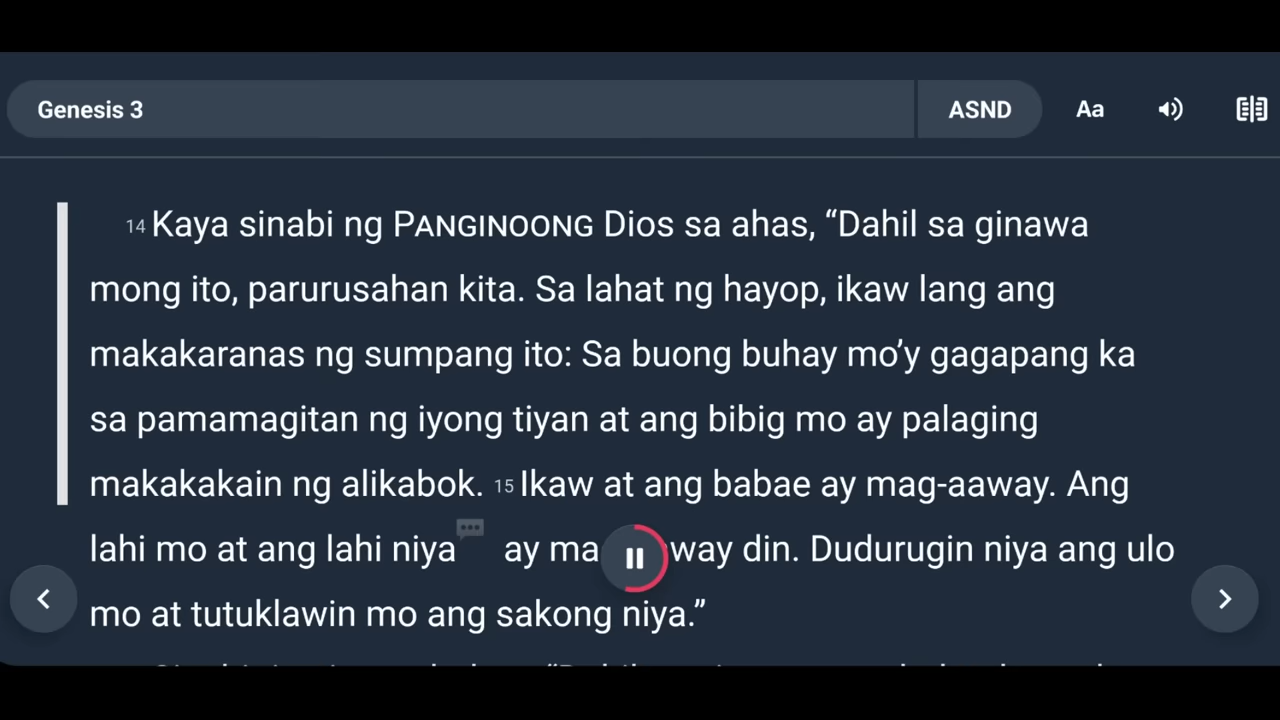 Genesis 3
ASND
Aa
14 Kaya sinabi ng PANGINOONG Dios sa ahas, “Dahil sa ginawa
mong ito, parurusahan kita. Sa lahat ng hayop, ikaw lang ang
makakaranas ng sumpang ito: Sa buong buhay mo’y gagapang ka
sa pamamagitan ng iyong tiyan at ang bibig mo ay palaging
makakakain ng alikabok. 15 Ikaw at ang babae ay mag-aaway. Ang
lahi mo at ang lahi niya ay din. Dudurugin niya ang ulo
mo at tutuklawin mo ang sakong niya.”